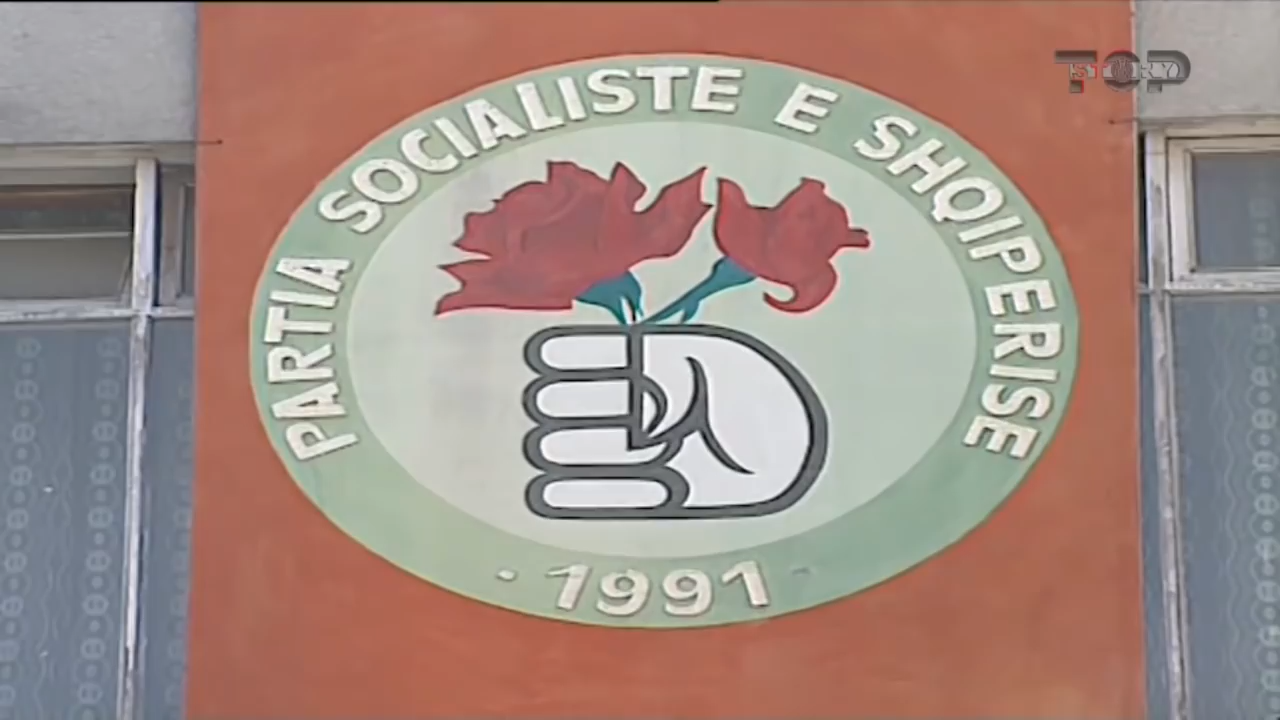 PARTIA SOCIALISTE E SHQIPERISE
· 1991 ·
TOP
STORY